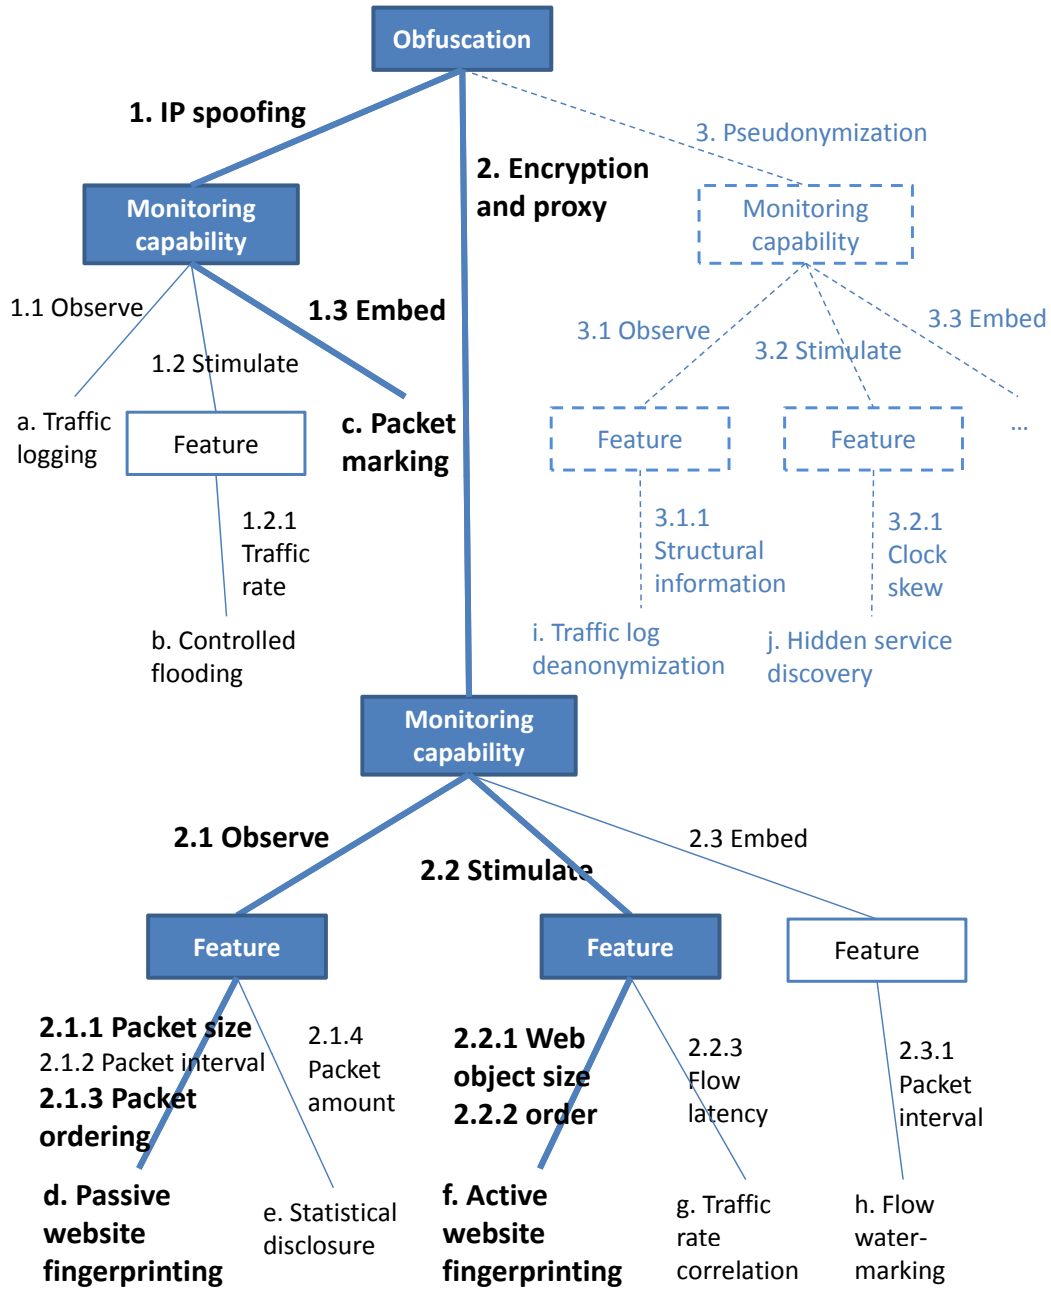 Obfuscation
1. IP spoofing
3. Pseudonymization
2. Encryption
and proxy
Monitoring
capability
Monitoring
capability
1.1 Observe
1.3 Embed
1.2 Stimulate
3.1 Observe
3.3 Embed
3.2 Stimulate
a. Traffic
logging
Feature
c. Packet
marking
Feature
Feature
...
1.2.1
Traffic
rate
3.1.1
Structural
information
3.2.1
Clock
skew
b. Controlled
flooding
i. Traffic log
deanonymization
j. Hidden service
discovery
Monitoring
capability
2.1 Observe
2.2 Stimulate
2.3 Embed
Feature
Feature
Feature
2.1.1 Packet size
2.1.2 Packet interval
2.1.3 Packet
ordering
2.1.4
Packet
amount
2.2.1 Web
object size
2.2.2 order
2.2.3
Flow
latency
2.3.1
Packet
interval
d. Passive
website
fingerprinting
e. Statistical
disclosure
f. Active
website
fingerprinting
g. Traffic
rate
correlation
h. Flow
water-
marking